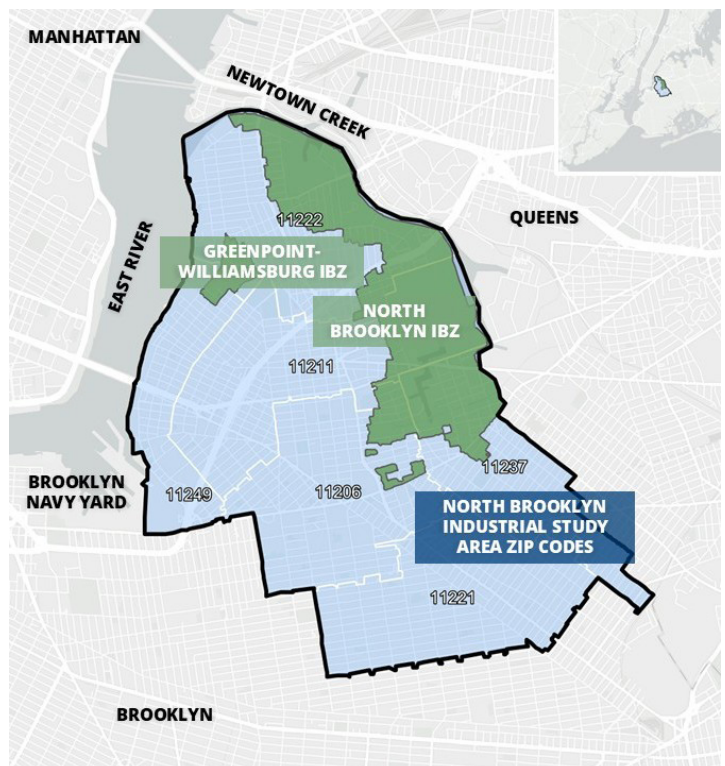 MANHATTAN
NEWTOWN CREEK
QUEENS
11222
EAST RIVER
GREENPOINT-
WILLIAMSBURG IBZ
NORTH
BROOKLYN IBZ
11211
BROOKLYN
NAVY YARD
11249
11206
11237
NORTH BROOKLYN
INDUSTRIAL STUDY
AREA ZIP CODES
11221
BROOKLYN